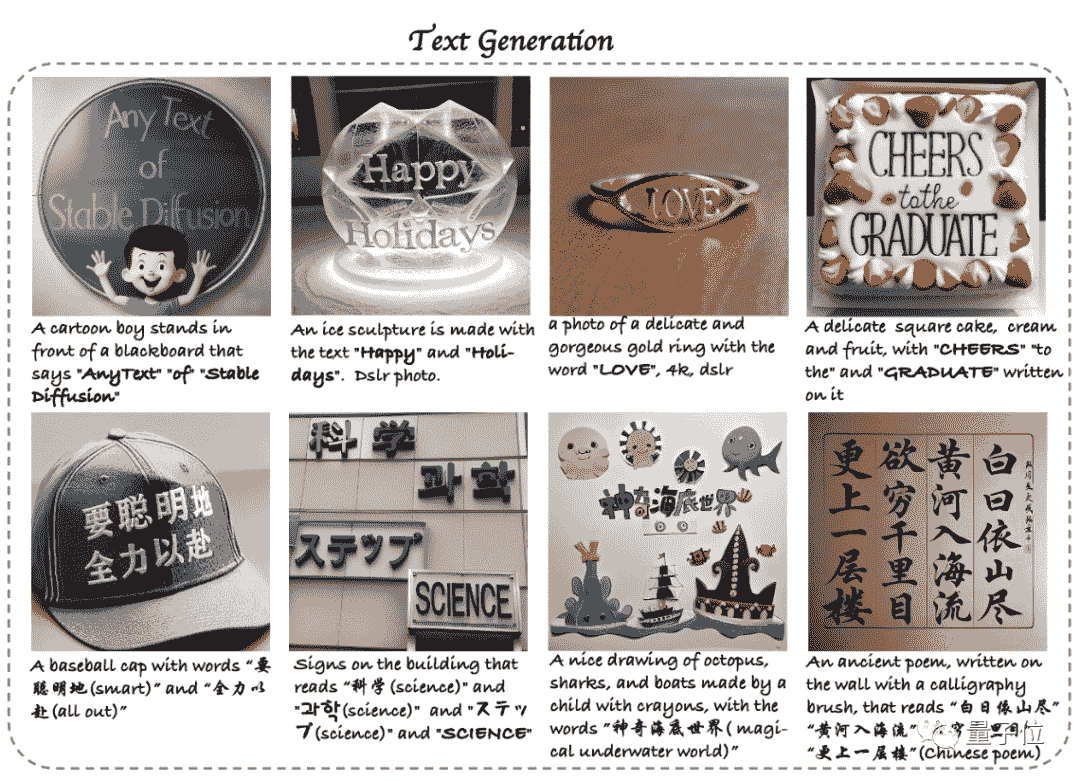 Text Generation
Any Text
of
Stable Diffusion
A cartoon boy stands in
front of a blackboard that
says "AnyText" "of" "Stable
Diffusion"
Happy
Holidays
An ice sculpture is made with
the text "Happy" and "Holi-
days". Dslr photo.
LOVE
a photo of a delicate and
gorgeous gold ring with the
word "LOVE", 4k, dslr
CHEERS
to the
GRADUATE
A delicate square cake, cream
and fruit, with "CHEERS" "to
the" and "GRADUATE" written
on it
要聪明地
全力以赴
A baseball cap with words “要
聪明地(smart)” and “全力以
赴(all out)”
科学
과학
ステップ
SCIENCE
Signs on the building that
reads "科学(science)" and
"과학(science)" and "ステッ
プ(science)" and "SCIENCE"
神奇海底世界
A nice drawing of octopus,
sharks, and boats made by a
child with crayons, with the
words “神奇海底世界(magi-
cal underwater world)”
白日依山尽
黄河入海流
欲穷千里目
更上一层楼
An ancient poem, written on
the wall with a calligraphy
brush, that reads “白日依山尽”
“黄河入海流” 穷
“更上一层楼”(Chinese poem)
量子位